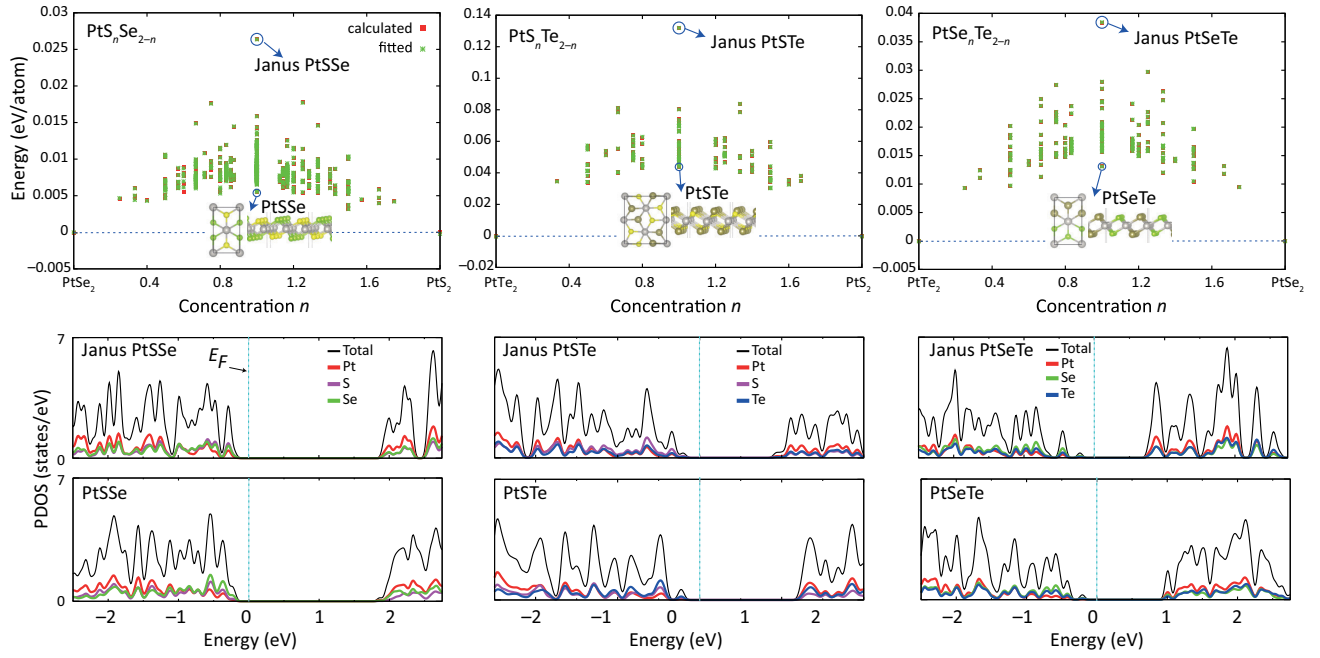 0.03
0.025
0.02
0.015
0.01
0.005
0
−0.005
Energy (eV/atom)
PtSₙSe₂₋ₙ
calculated
fitted
Janus PtSSe
PtSSe
PtSe₂
0.4
0.8
1.2
1.6
PtS₂
Concentration n
0.14
0.12
0.1
0.08
0.06
0.04
0.02
0
−0.02
PtSₙTe₂₋ₙ
Janus PtSTe
PtSTe
PtTe₂
0.4
0.8
1.2
1.6
PtS₂
Concentration n
0.04
0.035
0.03
0.025
0.02
0.015
0.01
0.005
0
−0.005
PtSeₙTe₂₋ₙ
Janus PtSeTe
PtSeTe
PtTe₂
0.4
0.8
1.2
1.6
PtSe₂
Concentration n
PDOS (states/eV)
7
0
Janus PtSSe
E_F
Total
Pt
S
Se
Janus PtSTe
Total
Pt
S
Te
Janus PtSeTe
Total
Pt
Se
Te
7
0
PtSSe
−2
−1
0
1
2
Energy (eV)
PtSTe
−2
−1
0
1
2
Energy (eV)
PtSeTe
−2
−1
0
1
2
Energy (eV)